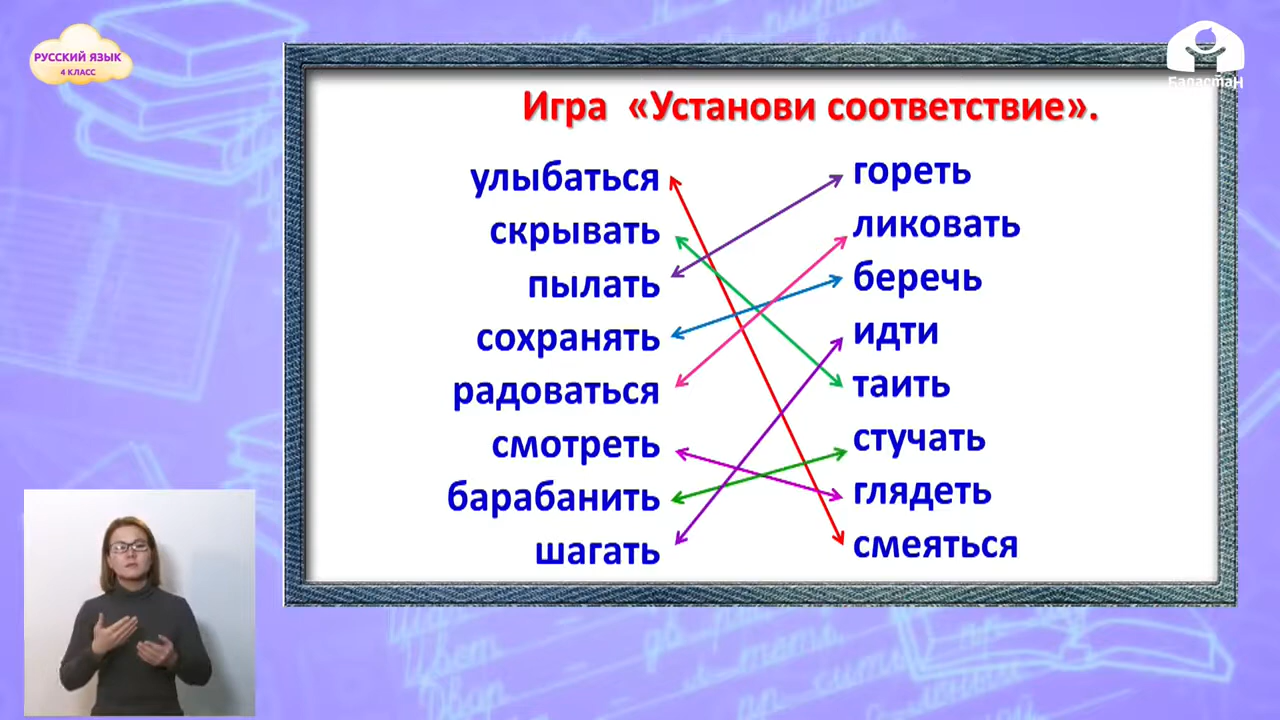 РУССКИЙ ЯЗЫК
4 КЛАСС
Баластан
Игра «Установи соответствие».
улыбаться гореть
скрывать ликовать
пылать беречь
сохранять идти
радоваться таить
смотреть стучать
барабанить глядеть
шагать смеяться